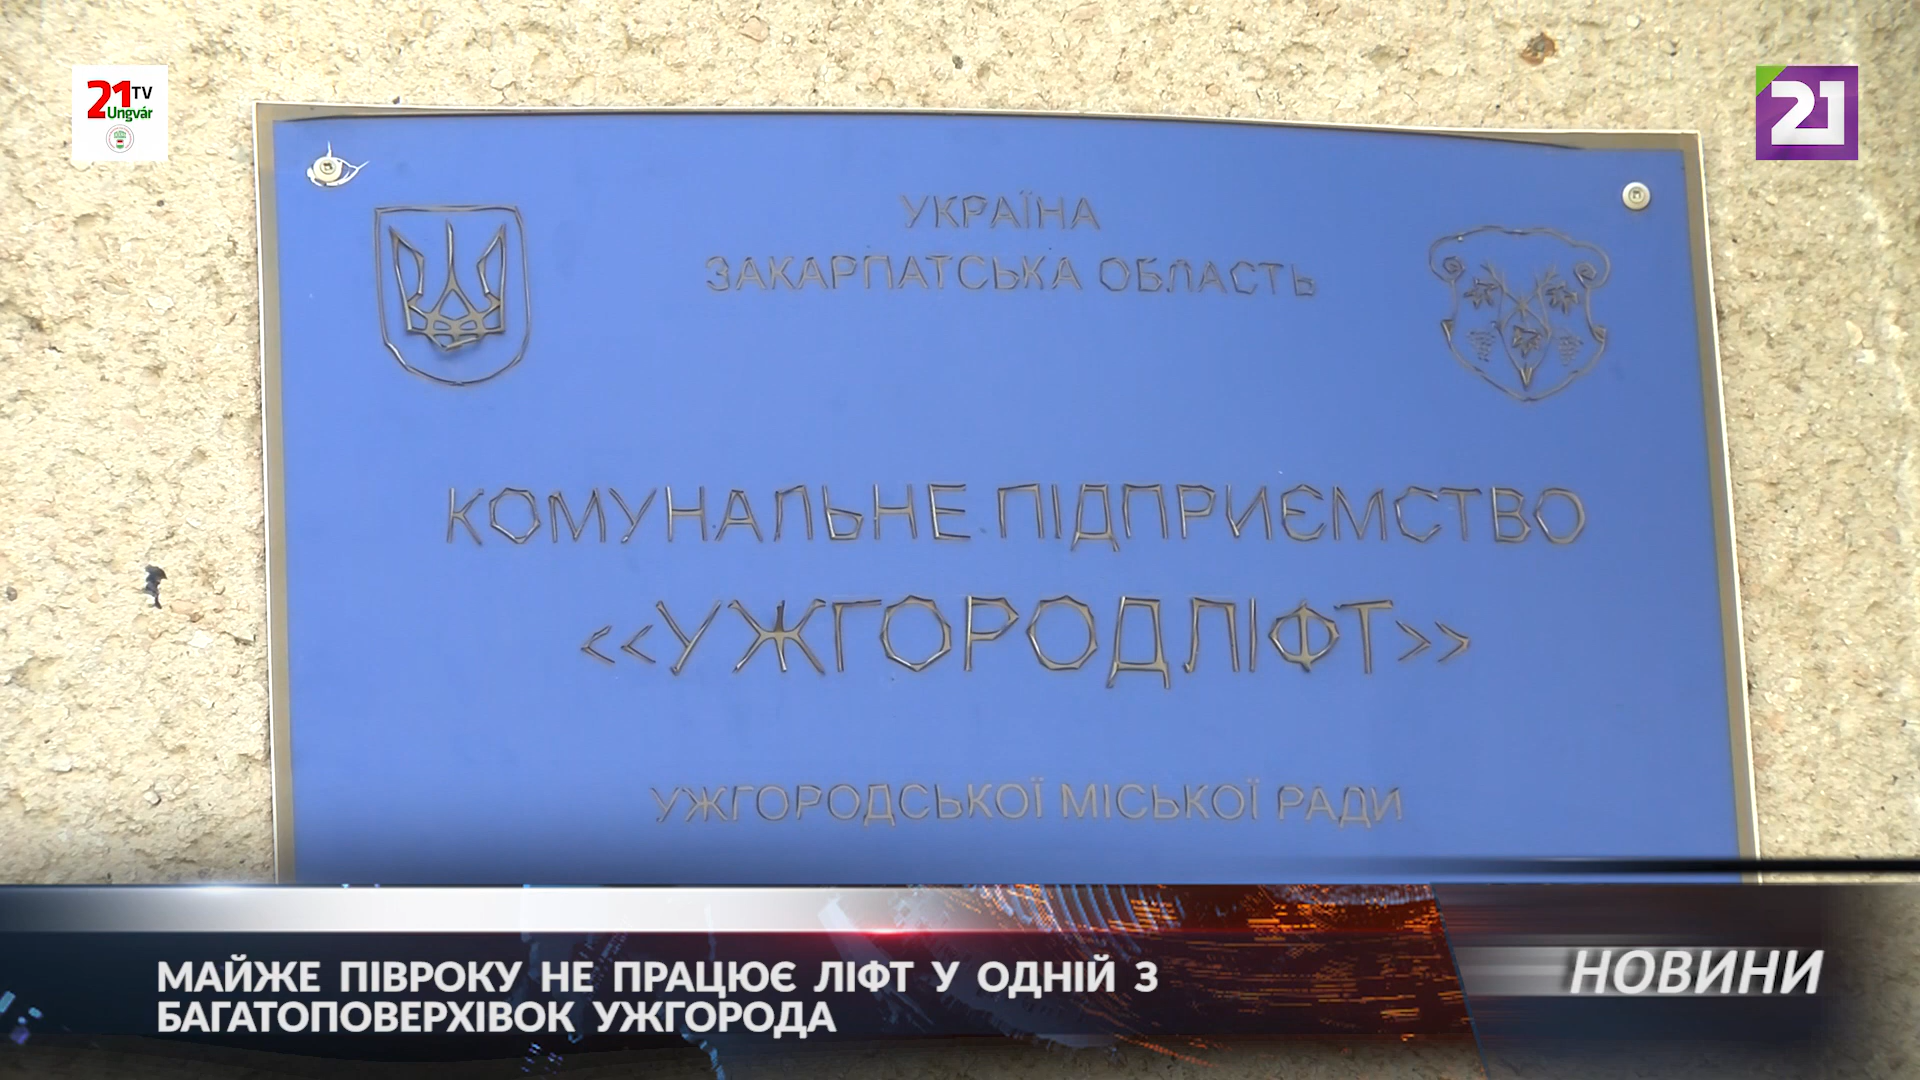 21 TV
Ungvár
21
УКРАЇНА
ЗАКАРПАТСЬКА ОБЛАСТЬ
КОМУНАЛЬНЕ ПІДПРИЄМСТВО
<<УЖГОРОДЛІФТ>>
УЖГОРОДСЬКОЇ МІСЬКОЇ РАДИ
МАЙЖЕ ПІВРОКУ НЕ ПРАЦЮЄ ЛІФТ У ОДНІЙ З
БАГАТОПОВЕРХІВОК УЖГОРОДА
НОВИНИ